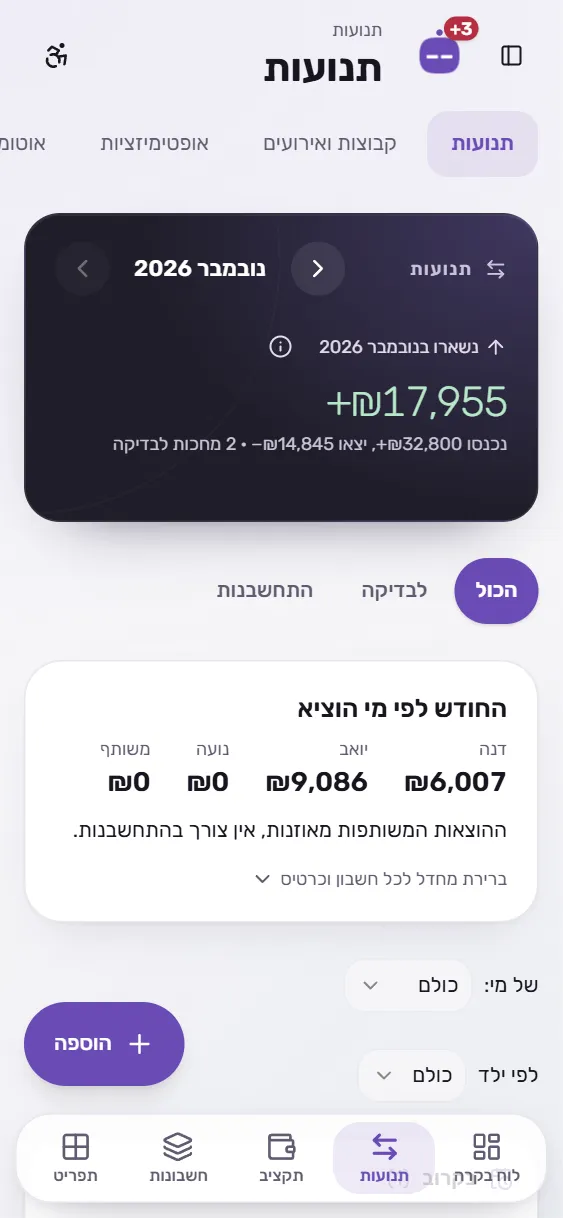 תנועות
+3
תנועות
תנועות
קבוצות ואירועים
אופטימיזציות
אוטומ
תנועות
נובמבר 2026
נשארו בנובמבר 2026
+₪17,955
נכנסו ₪32,800+, יצאו ₪14,845− • 2 מחכות לבדיקה
הכול
לבדיקה
התחשבנות
החודש לפי מי הוציא
דנה יואב נועה משותף
₪6,007 ₪9,086 ₪0 ₪0
ההוצאות המשותפות מאוזנות, אין צורך בהתחשבנות.
ברירת מחדל לכל חשבון וכרטיס
של מי: כולם
הוספה
לפי ילד כולם
לוח בקרה
תנועות
תקציב
חשבונות
תפריט
בקרוב